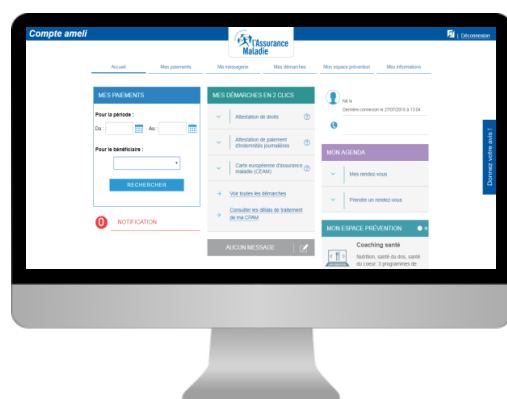 Compte ameli
l'Assurance
Maladie
| Déconnexion
Accueil
Mes paiements
Ma messagerie
Mes démarches
Mon espace prévention
Mes informations
MES PAIEMENTS
Pour la période :
Du :
Au :
Pour le bénéficiaire :
RECHERCHER
0 NOTIFICATION
MES DÉMARCHES EN 2 CLICS
Attestation de droits
Attestation de paiement
d'indemnités journalières
Carte européenne d'assurance
maladie (CEAM)
Voir toutes les démarches
Consulter les délais de traitement
de ma CPAM
AUCUN MESSAGE
Né le
MON AGENDA
Mes rendez-vous
Prendre un rendez-vous
MON ESPACE PRÉVENTION
Coaching santé
Nutrition, santé du dos, santé
du coeur: 3 programmes de
Donnez votre avis !